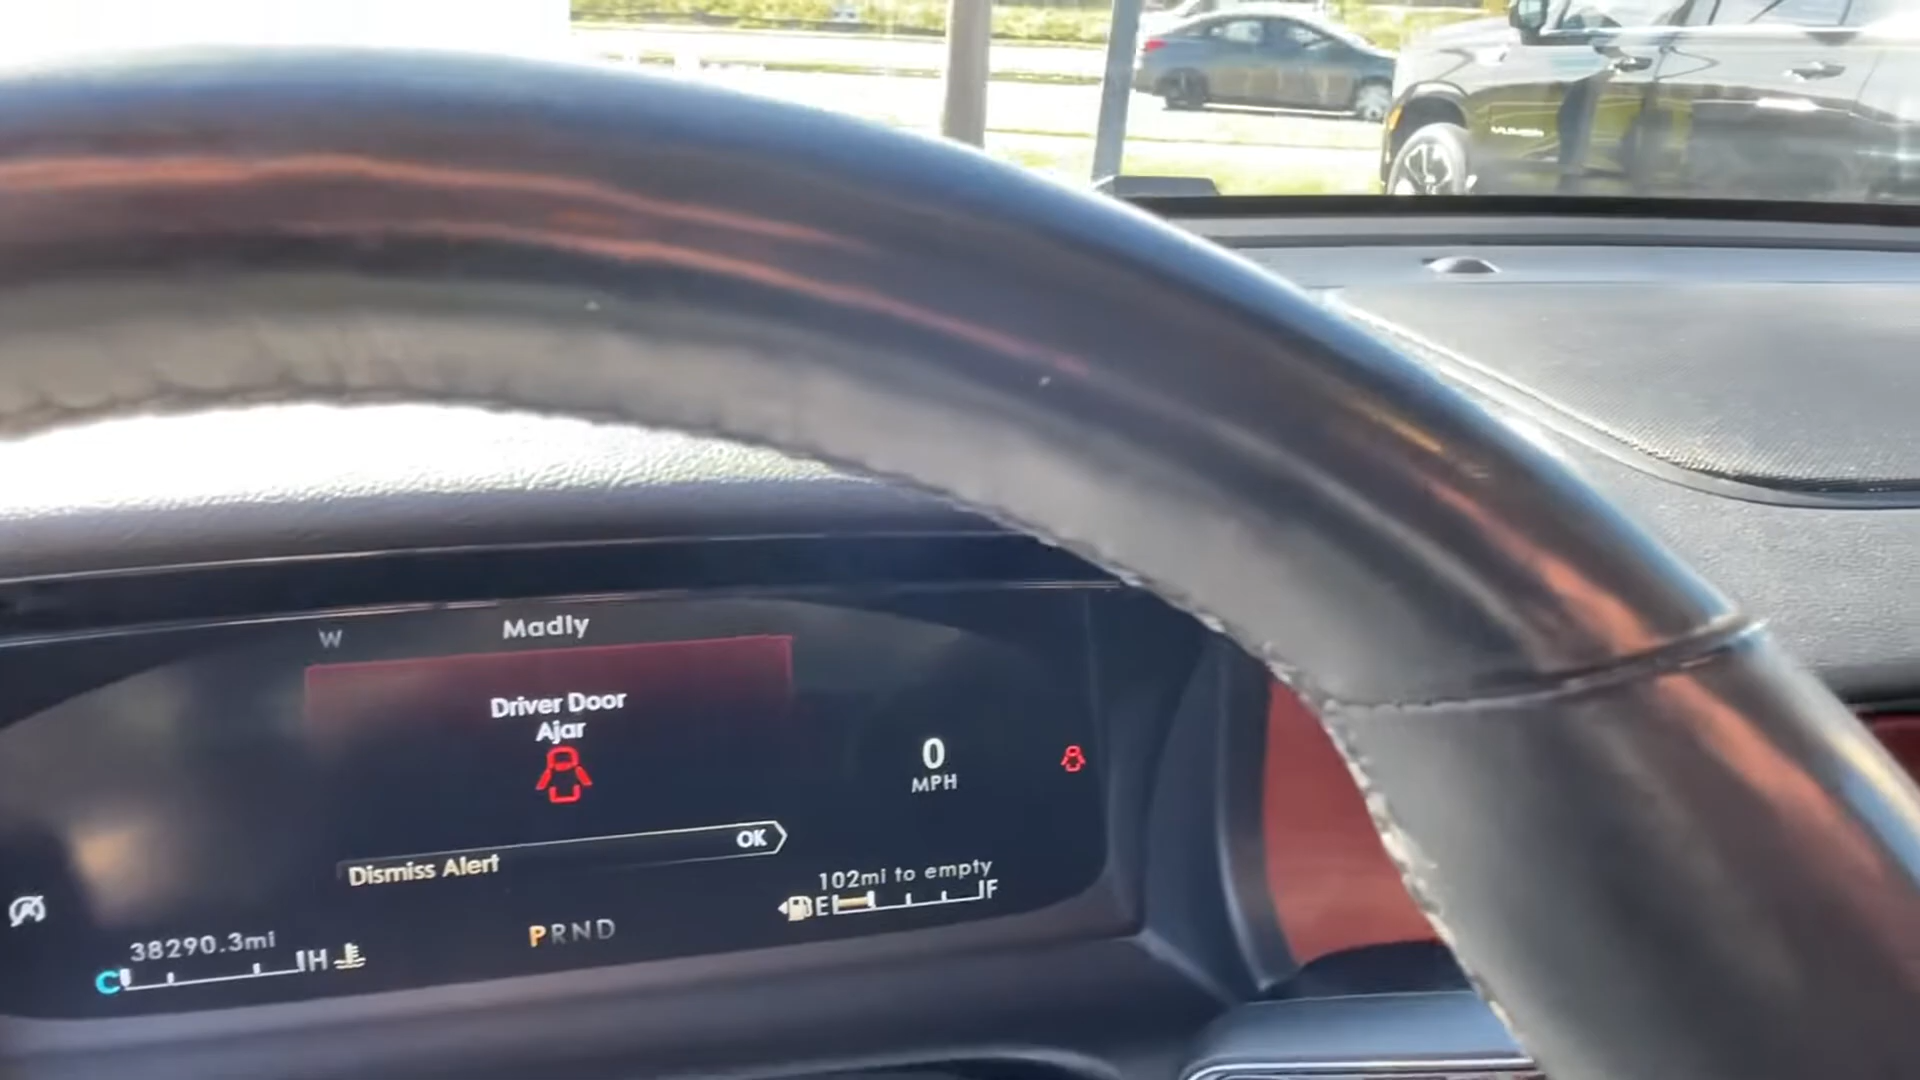 W
Madly
Driver Door
Ajar
0
MPH
OK
Dismiss Alert
102mi to empty
E F
38290.3mi
C H
PRND